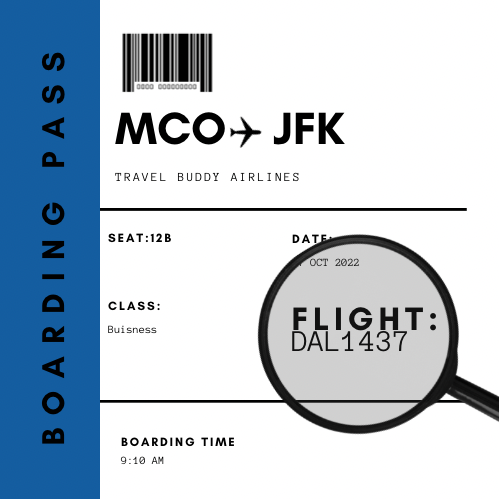 BOARDING PASS
MCO✈JFK
TRAVEL BUDDY AIRLINES
SEAT:12B
DATE:
OCT 2022
CLASS:
Buisness
FLIGHT:
DAL1437
BOARDING TIME
9:10 AM